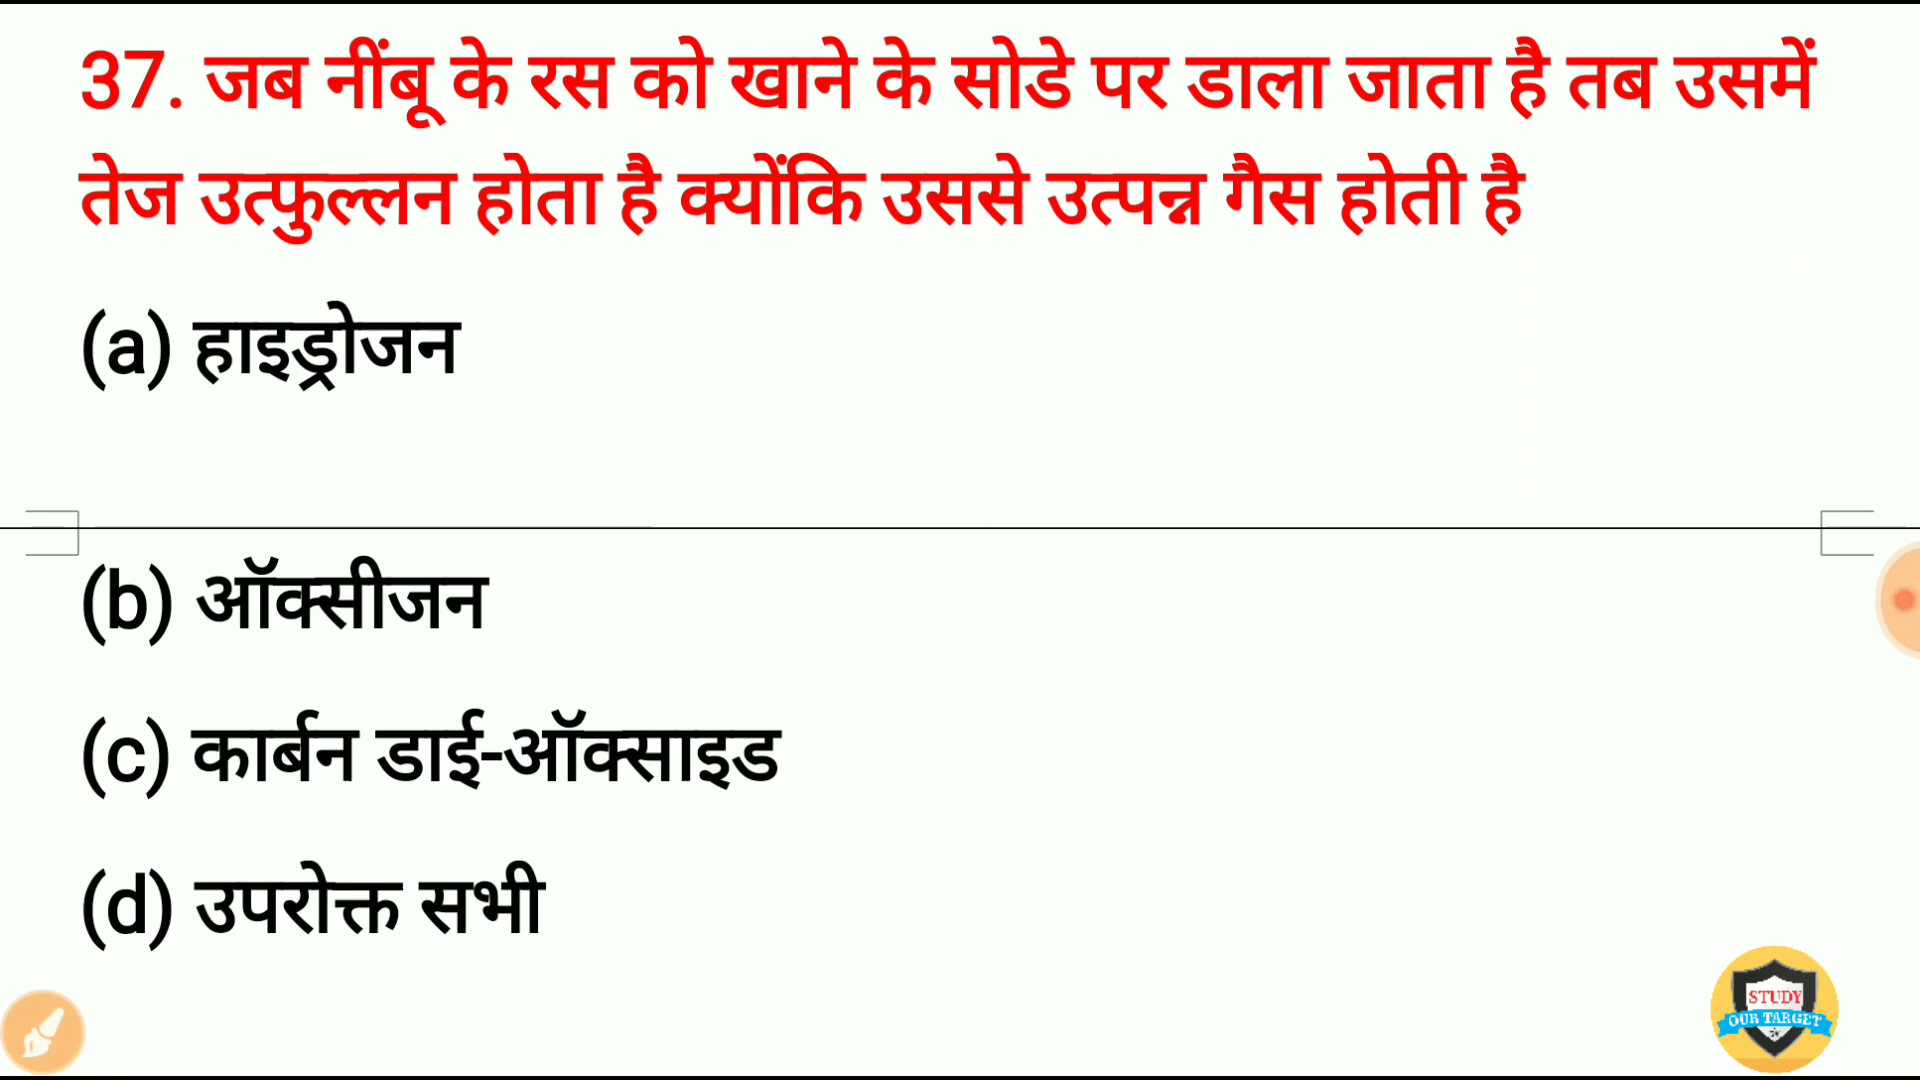 37. जब नींबू के रस को खाने के सोडे पर डाला जाता है तब उसमें
तेज उत्फुल्लन होता है क्योंकि उससे उत्पन्न गैस होती है
(a) हाइड्रोजन
(b) ऑक्सीजन
(c) कार्बन डाई-ऑक्साइड
(d) उपरोक्त सभी
STUDY
OUR TARGET